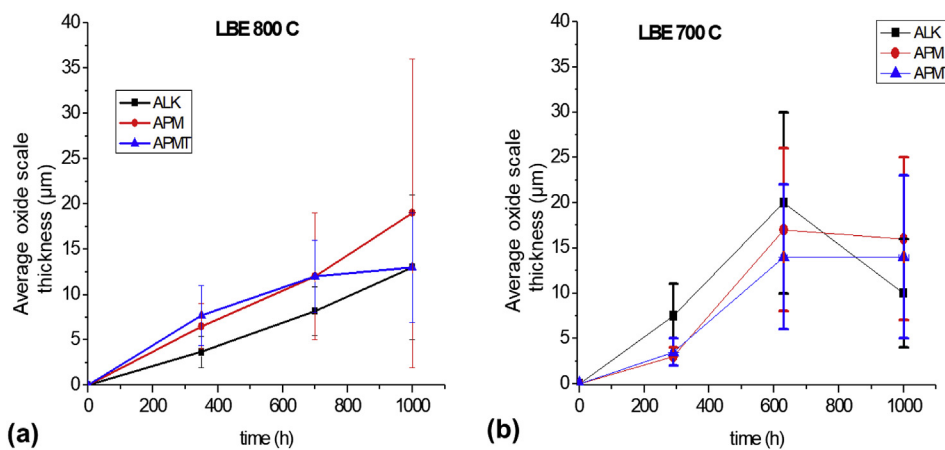 LBE 800 C
ALK
APM
APMT
Average oxide scale
thickness (µm)
40
35
30
25
20
15
10
5
0
0 200 400 600 800 1000
time (h)
(a)
LBE 700 C
ALK
APM
APMT
Average oxide scale
thickness (µm)
40
35
30
25
20
15
10
5
0
0 200 400 600 800 1000
time (h)
(b)